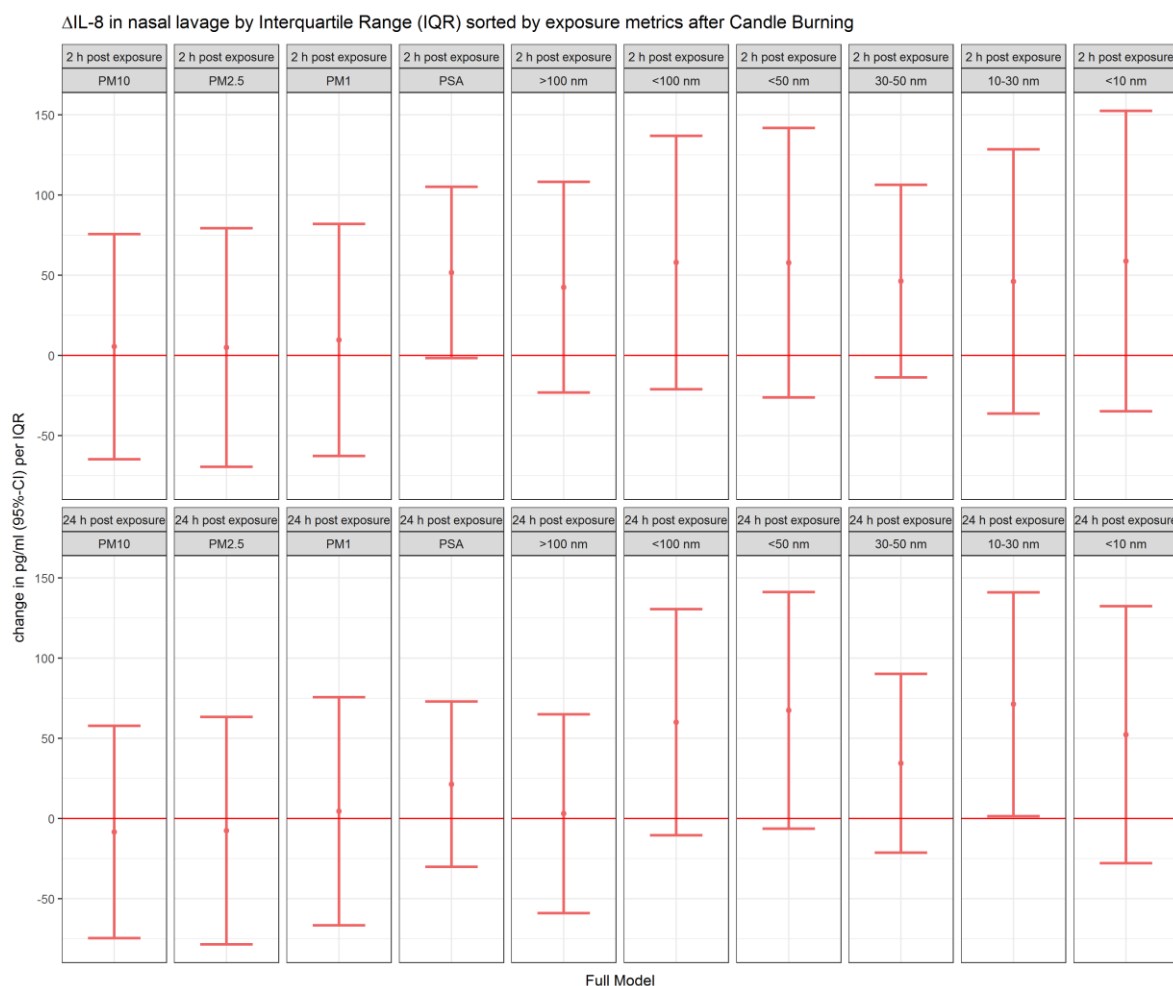 ΔIL-8 in nasal lavage by Interquartile Range (IQR) sorted by exposure metrics after Candle Burning
2 h post exposure 2 h post exposure 2 h post exposure 2 h post exposure 2 h post exposure 2 h post exposure 2 h post exposure 2 h post exposure 2 h post exposure 2 h post exposure
PM10 PM2.5 PM1 PSA >100 nm <100 nm <50 nm 30-50 nm 10-30 nm <10 nm
150
100
50
0
-50
24 h post exposure 24 h post exposure 24 h post exposure 24 h post exposure 24 h post exposure 24 h post exposure 24 h post exposure 24 h post exposure 24 h post exposure 24 h post exposure
PM10 PM2.5 PM1 PSA >100 nm <100 nm <50 nm 30-50 nm 10-30 nm <10 nm
150
100
50
0
-50
change in pg/ml (95%-CI) per IQR
Full Model